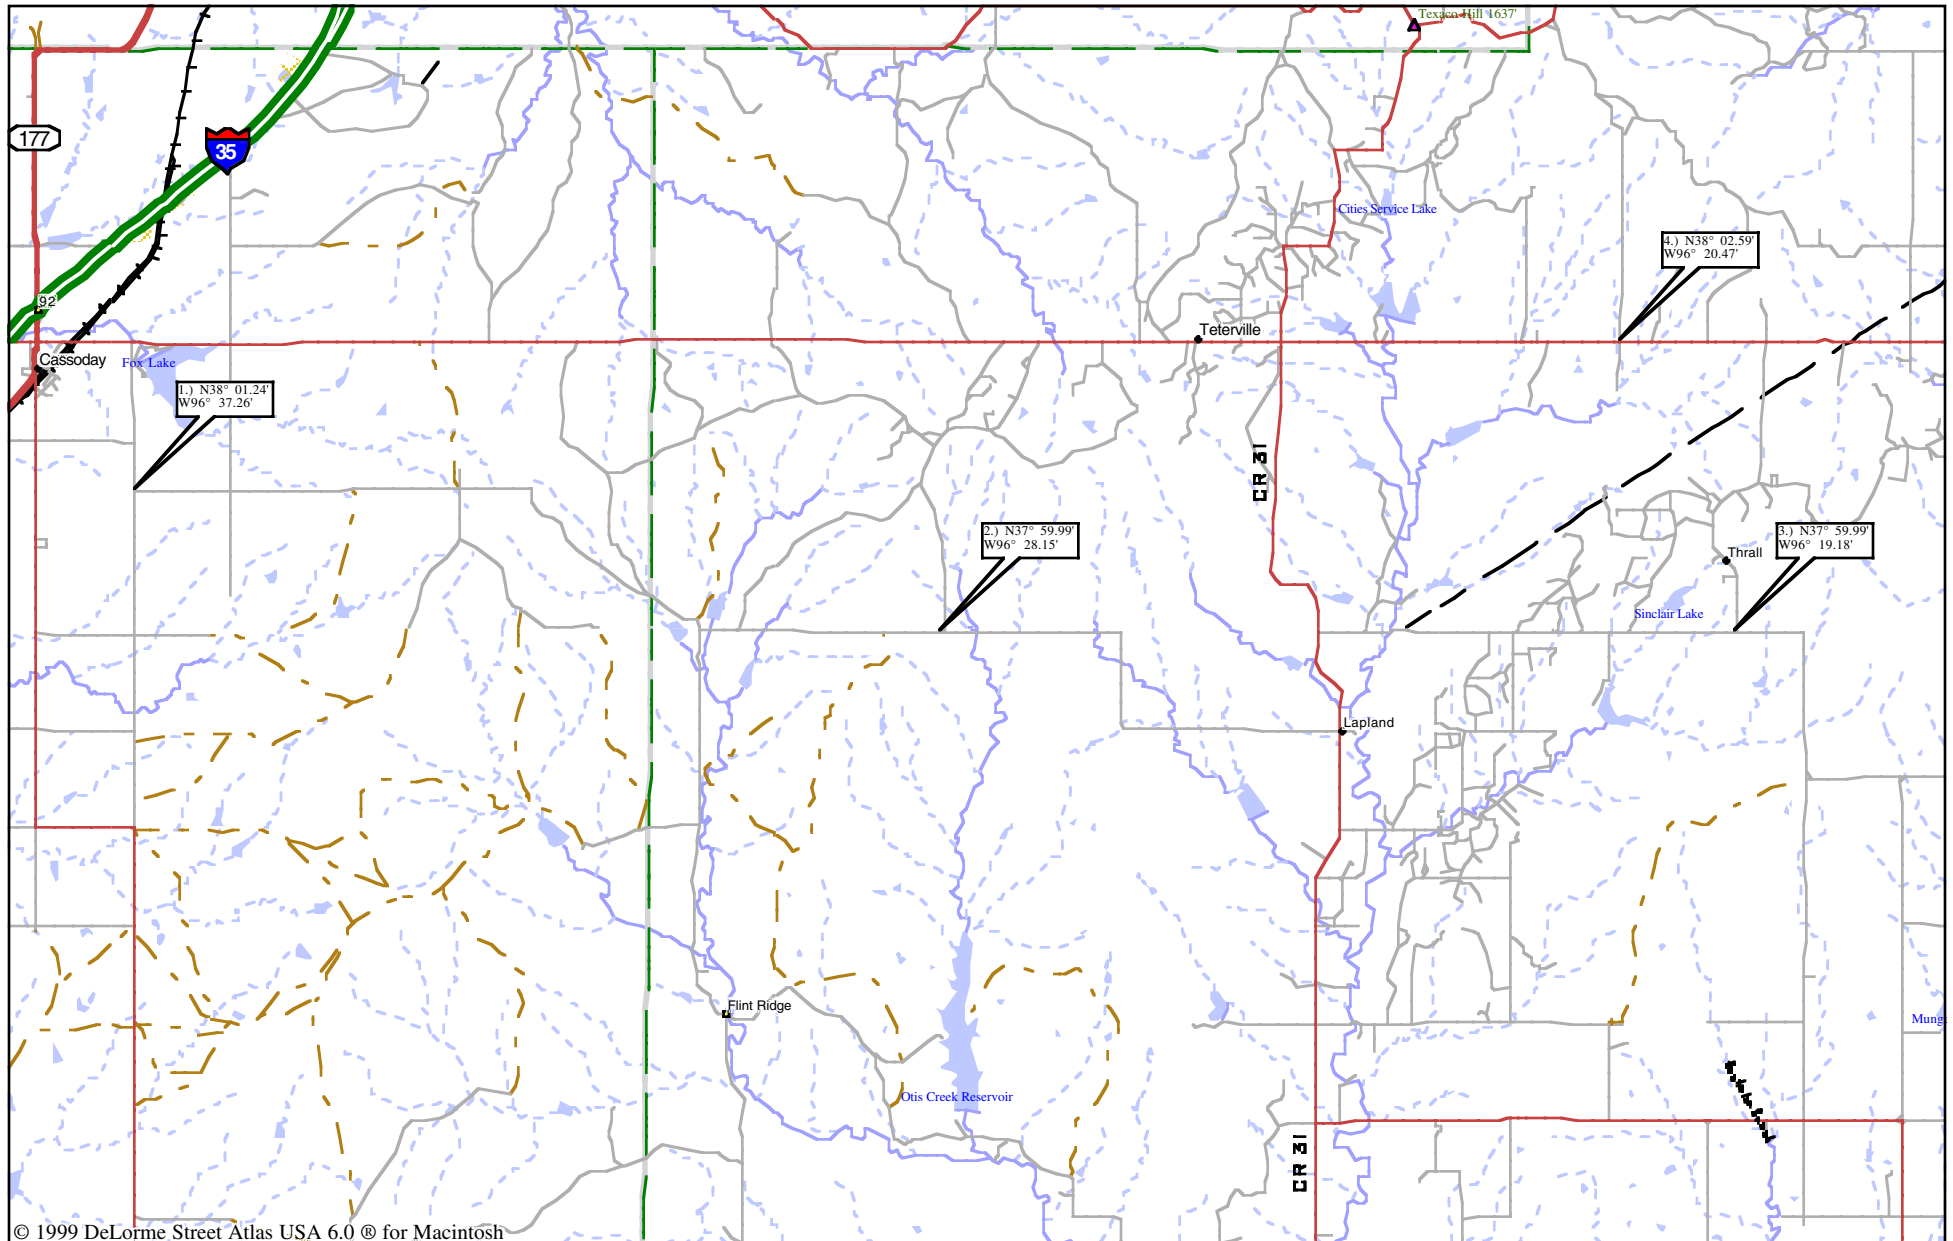 Texaco Hill 1637'
177
35
Cities Service Lake
4.) N38° 02.59'
W96° 20.47'
92
Teterville
Cassoday
Fox Lake
1.) N38° 01.24'
W96° 37.26'
CR 31
2.) N37° 59.99'
W96° 28.15'
3.) N37° 59.99'
W96° 19.18'
Thrall
Sinclair Lake
Lapland
Flint Ridge
Mung
Otis Creek Reservoir
CR 31
© 1999 DeLorme Street Atlas USA 6.0 ® for Macintosh